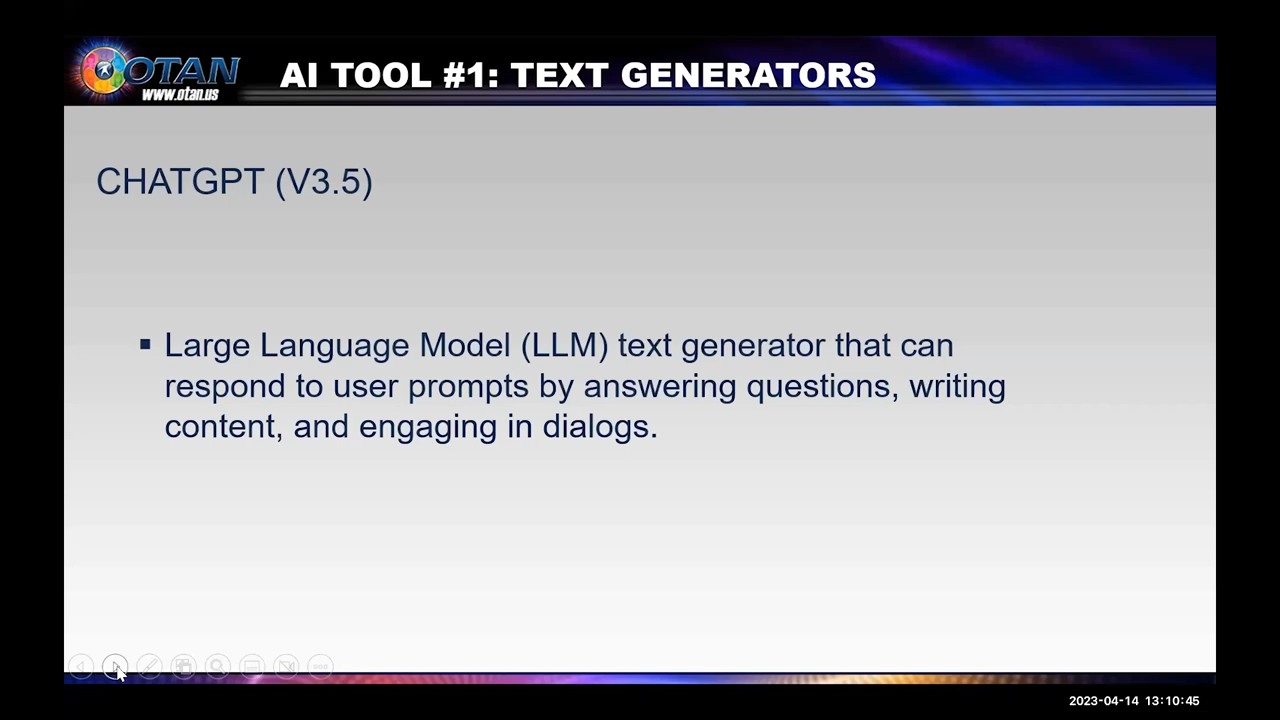 OTAN
www.otan.us
AI TOOL #1: TEXT GENERATORS
CHATGPT (V3.5)
▪ Large Language Model (LLM) text generator that can
respond to user prompts by answering questions, writing
content, and engaging in dialogs.
2023-04-14 13:10:45